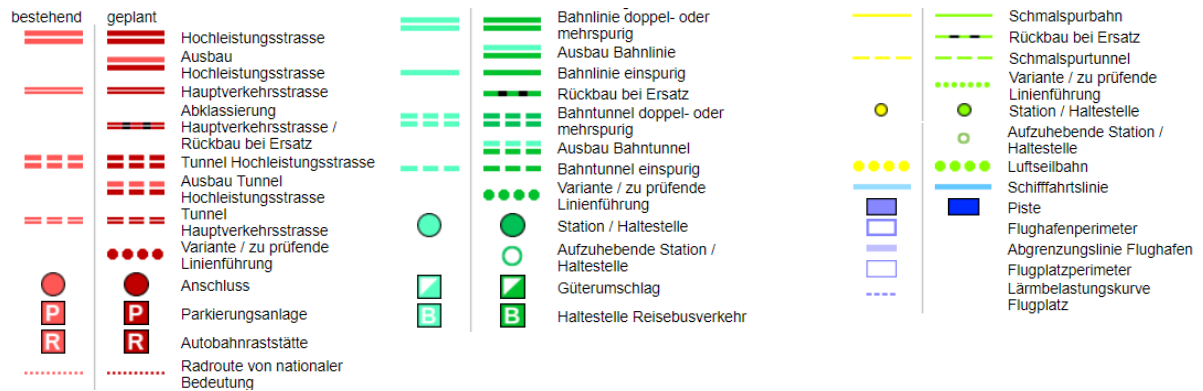 bestehend geplant
Hochleistungsstrasse
Ausbau
Hochleistungsstrasse
Hauptverkehrsstrasse
Abklassierung
Hauptverkehrsstrasse /
Rückbau bei Ersatz
Tunnel Hochleistungsstrasse
Ausbau Tunnel
Hochleistungsstrasse
Tunnel
Hauptverkehrsstrasse
Variante / zu prüfende
Linienführung
Anschluss
P P Parkierungsanlage
R R Autobahnraststätte
Radroute von nationaler
Bedeutung
Bahnlinie doppel- oder
mehrspurig
Ausbau Bahnlinie
Bahnlinie einspurig
Rückbau bei Ersatz
Bahntunnel doppel- oder
mehrspurig
Ausbau Bahntunnel
Bahntunnel einspurig
Variante / zu prüfende
Linienführung
Station / Haltestelle
Aufzuhebende Station /
Haltestelle
Güterumschlag
B B Haltestelle Reisebusverkehr
Schmalspurbahn
Rückbau bei Ersatz
Schmalspurtunnel
Variante / zu prüfende
Linienführung
Station / Haltestelle
Aufzuhebende Station /
Haltestelle
Luftseilbahn
Schifffahrtslinie
Piste
Flughafenperimeter
Abgrenzungslinie Flughafen
Flugplatzperimeter
Lärmbelastungskurve
Flugplatz